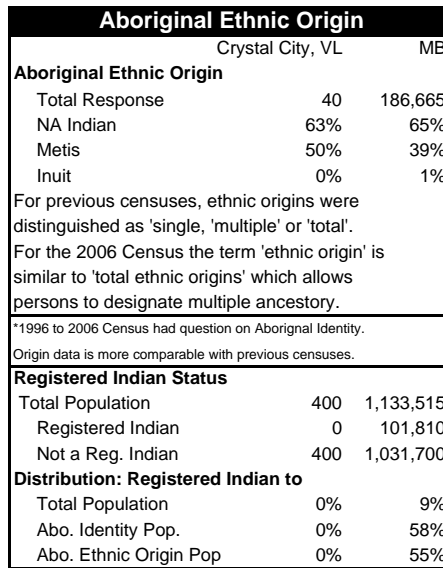 Aboriginal Ethnic Origin
Crystal City, VL MB
Aboriginal Ethnic Origin
Total Response 40 186,665
NA Indian 63% 65%
Metis 50% 39%
Inuit 0% 1%
For previous censuses, ethnic origins were
distinguished as 'single, 'multiple' or 'total'.
For the 2006 Census the term 'ethnic origin' is
similar to 'total ethnic origins' which allows
persons to designate multiple ancestory.
*1996 to 2006 Census had question on Aborignal Identity.
Origin data is more comparable with previous censuses.
Registered Indian Status
Total Population 400 1,133,515
Registered Indian 0 101,810
Not a Reg. Indian 400 1,031,700
Distribution: Registered Indian to
Total Population 0% 9%
Abo. Identity Pop. 0% 58%
Abo. Ethnic Origin Pop 0% 55%